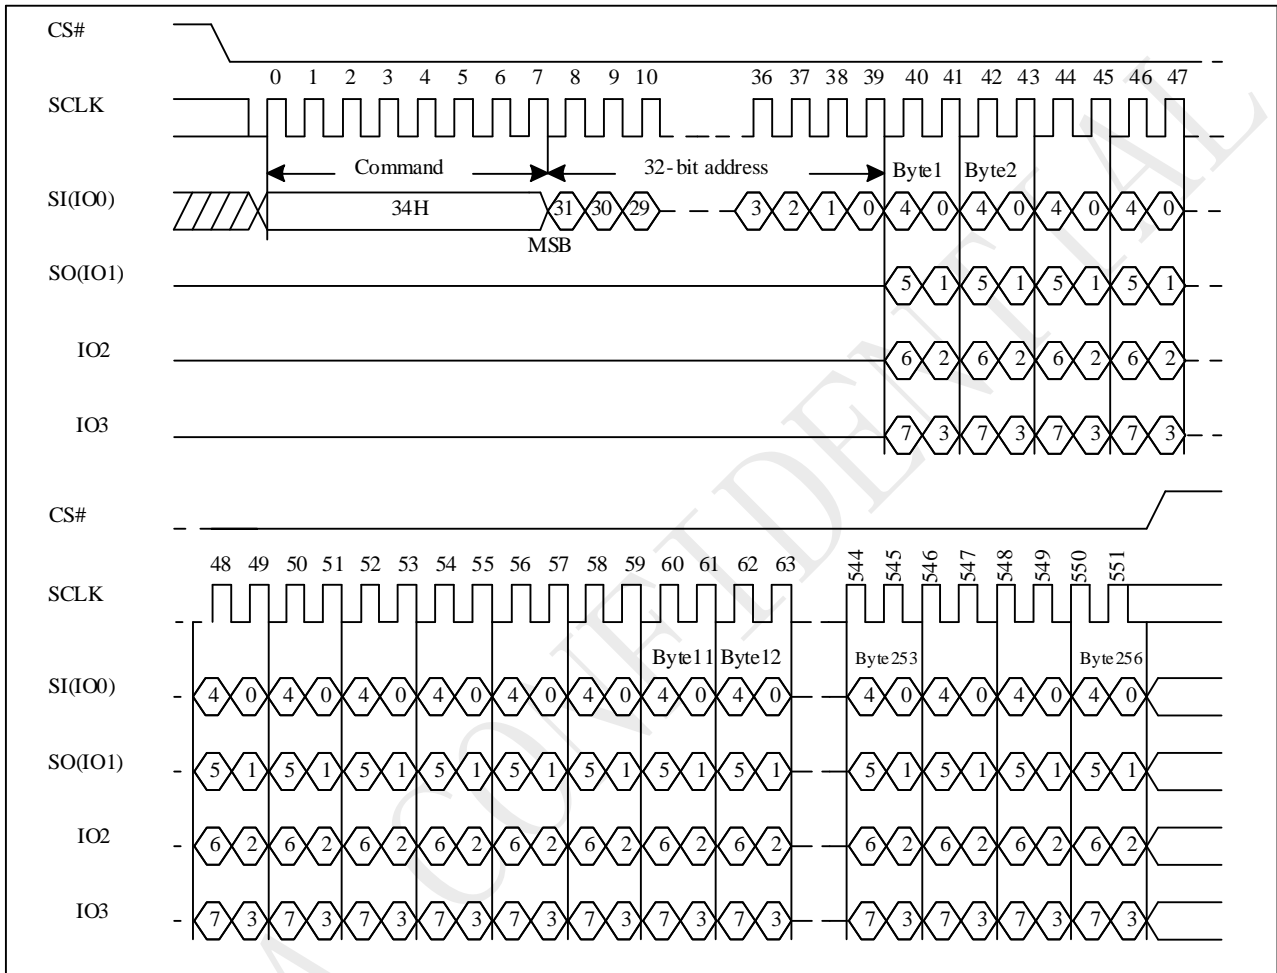 CS#
0 1 2 3 4 5 6 7 8 9 10 36 37 38 39 40 41 42 43 44 45 46 47
SCLK
Command 32-bit address Byte1 Byte2
SI(IO0) 34H 31 30 29 3 2 1 0 4 0 4 0 4 0 4 0
MSB
SO(IO1) 5 1 5 1 5 1 5 1
IO2 6 2 6 2 6 2 6 2
IO3 7 3 7 3 7 3 7 3
CS#
48 49 50 51 52 53 54 55 56 57 58 59 60 61 62 63 544 545 546 547 548 549 550 551
SCLK
Byte11 Byte12 Byte253 Byte256
SI(IO0) 4 0 4 0 4 0 4 0 4 0 4 0 4 0 4 0 4 0 4 0 4 0 4 0
SO(IO1) 5 1 5 1 5 1 5 1 5 1 5 1 5 1 5 1 5 1 5 1 5 1 5 1
IO2 6 2 6 2 6 2 6 2 6 2 6 2 6 2 6 2 6 2 6 2 6 2 6 2
IO3 7 3 7 3 7 3 7 3 7 3 7 3 7 3 7 3 7 3 7 3 7 3 7 3
CONFIDENTIAL